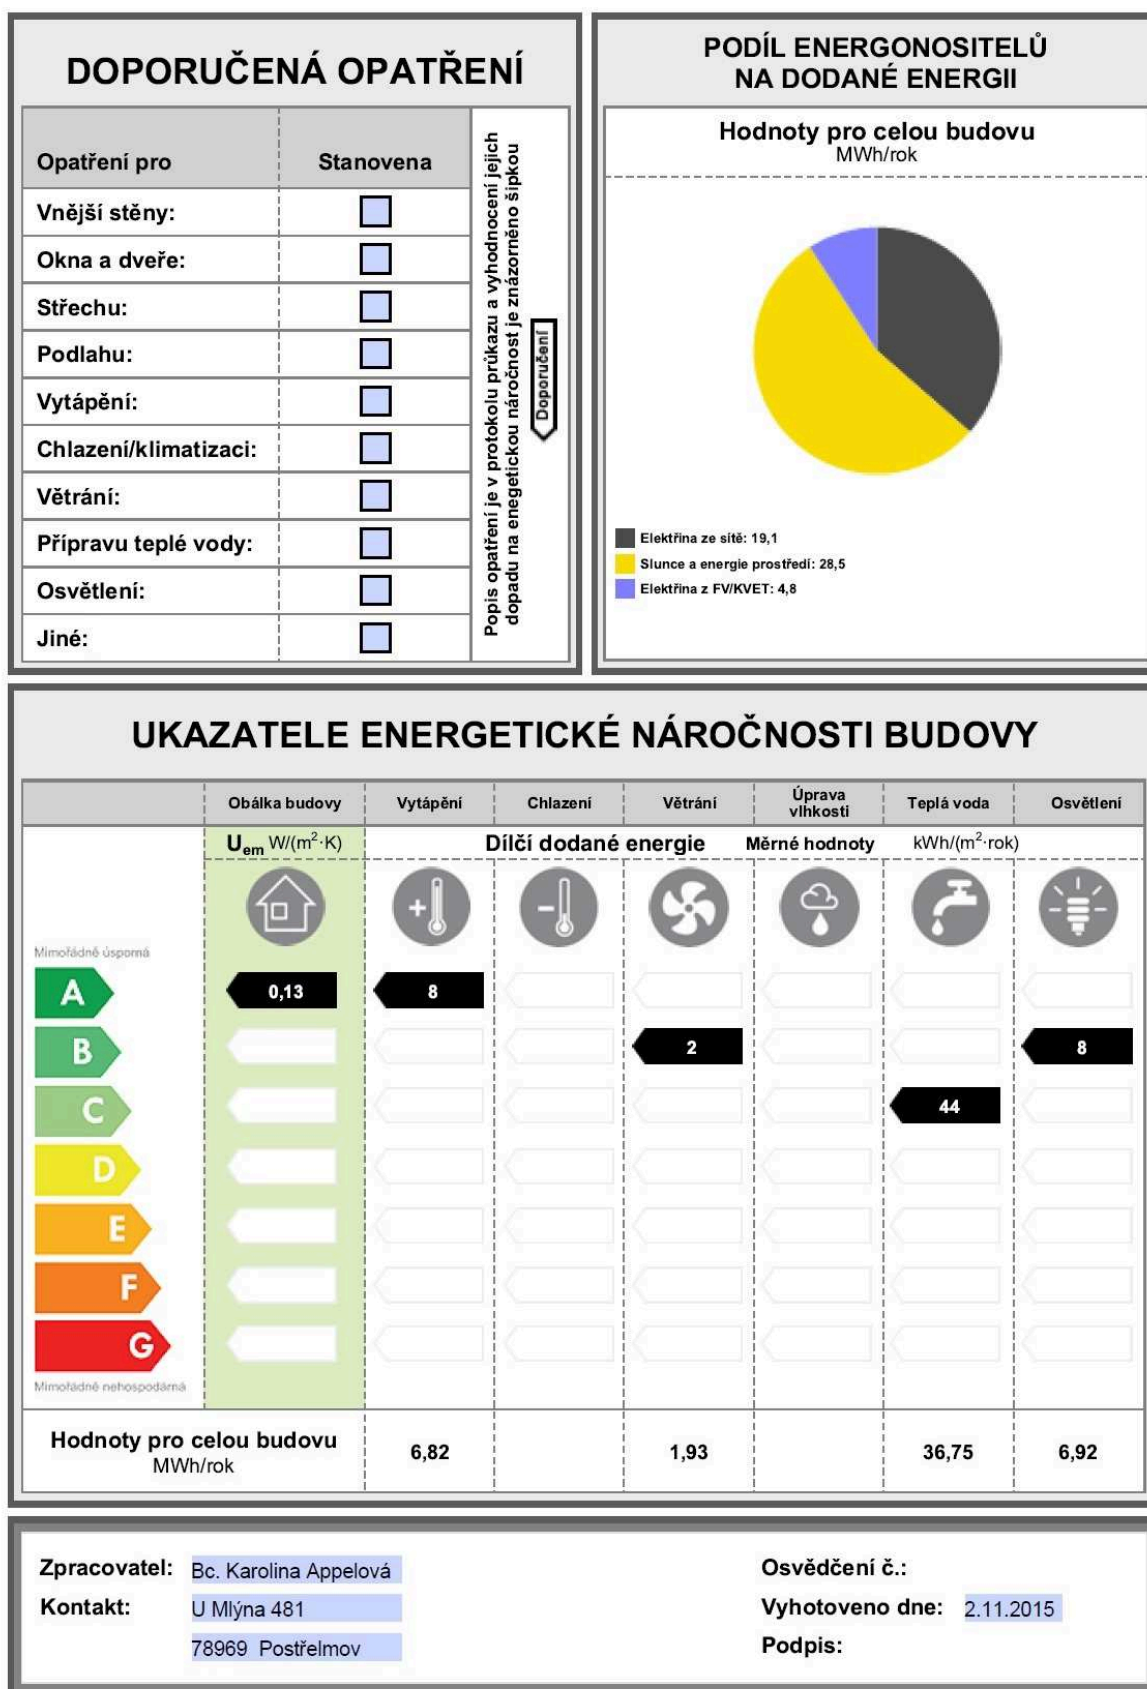 DOPORUČENÁ OPATŘENÍ
Opatření pro Stanovena
Vnější stěny:
Okna a dveře:
Střechu:
Podlahu:
Vytápění:
Chlazení/klimatizaci:
Větrání:
Přípravu teplé vody:
Osvětlení:
Jiné:
Popis opatření je v protokolu průkazu a vyhodnocení jejich
dopadu na enegetickou náročnost je znázorněno šipkou
Doporučení
PODÍL ENERGONOSITELŮ
NA DODANÉ ENERGII
Hodnoty pro celou budovu
MWh/rok
Elektřina ze sítě: 19,1
Slunce a energie prostředí: 28,5
Elektřina z FV/KVET: 4,8
UKAZATELE ENERGETICKÉ NÁROČNOSTI BUDOVY
Obálka budovy Vytápění Chlazení Větrání Úprava vlhkosti Teplá voda Osvětlení
Uem W/(m²·K) Dílčí dodané energie Měrné hodnoty kWh/(m²·rok)
Mimořádně úsporná
A 0,13 8
B 2 8
C 44
D
E
F
G
Mimořádně nehospodárná
Hodnoty pro celou budovu
MWh/rok
6,82 1,93 36,75 6,92
Zpracovatel: Bc. Karolina Appelová
Kontakt: U Mlýna 481
78969 Postřelmov
Osvědčení č.:
Vyhotoveno dne: 2.11.2015
Podpis: